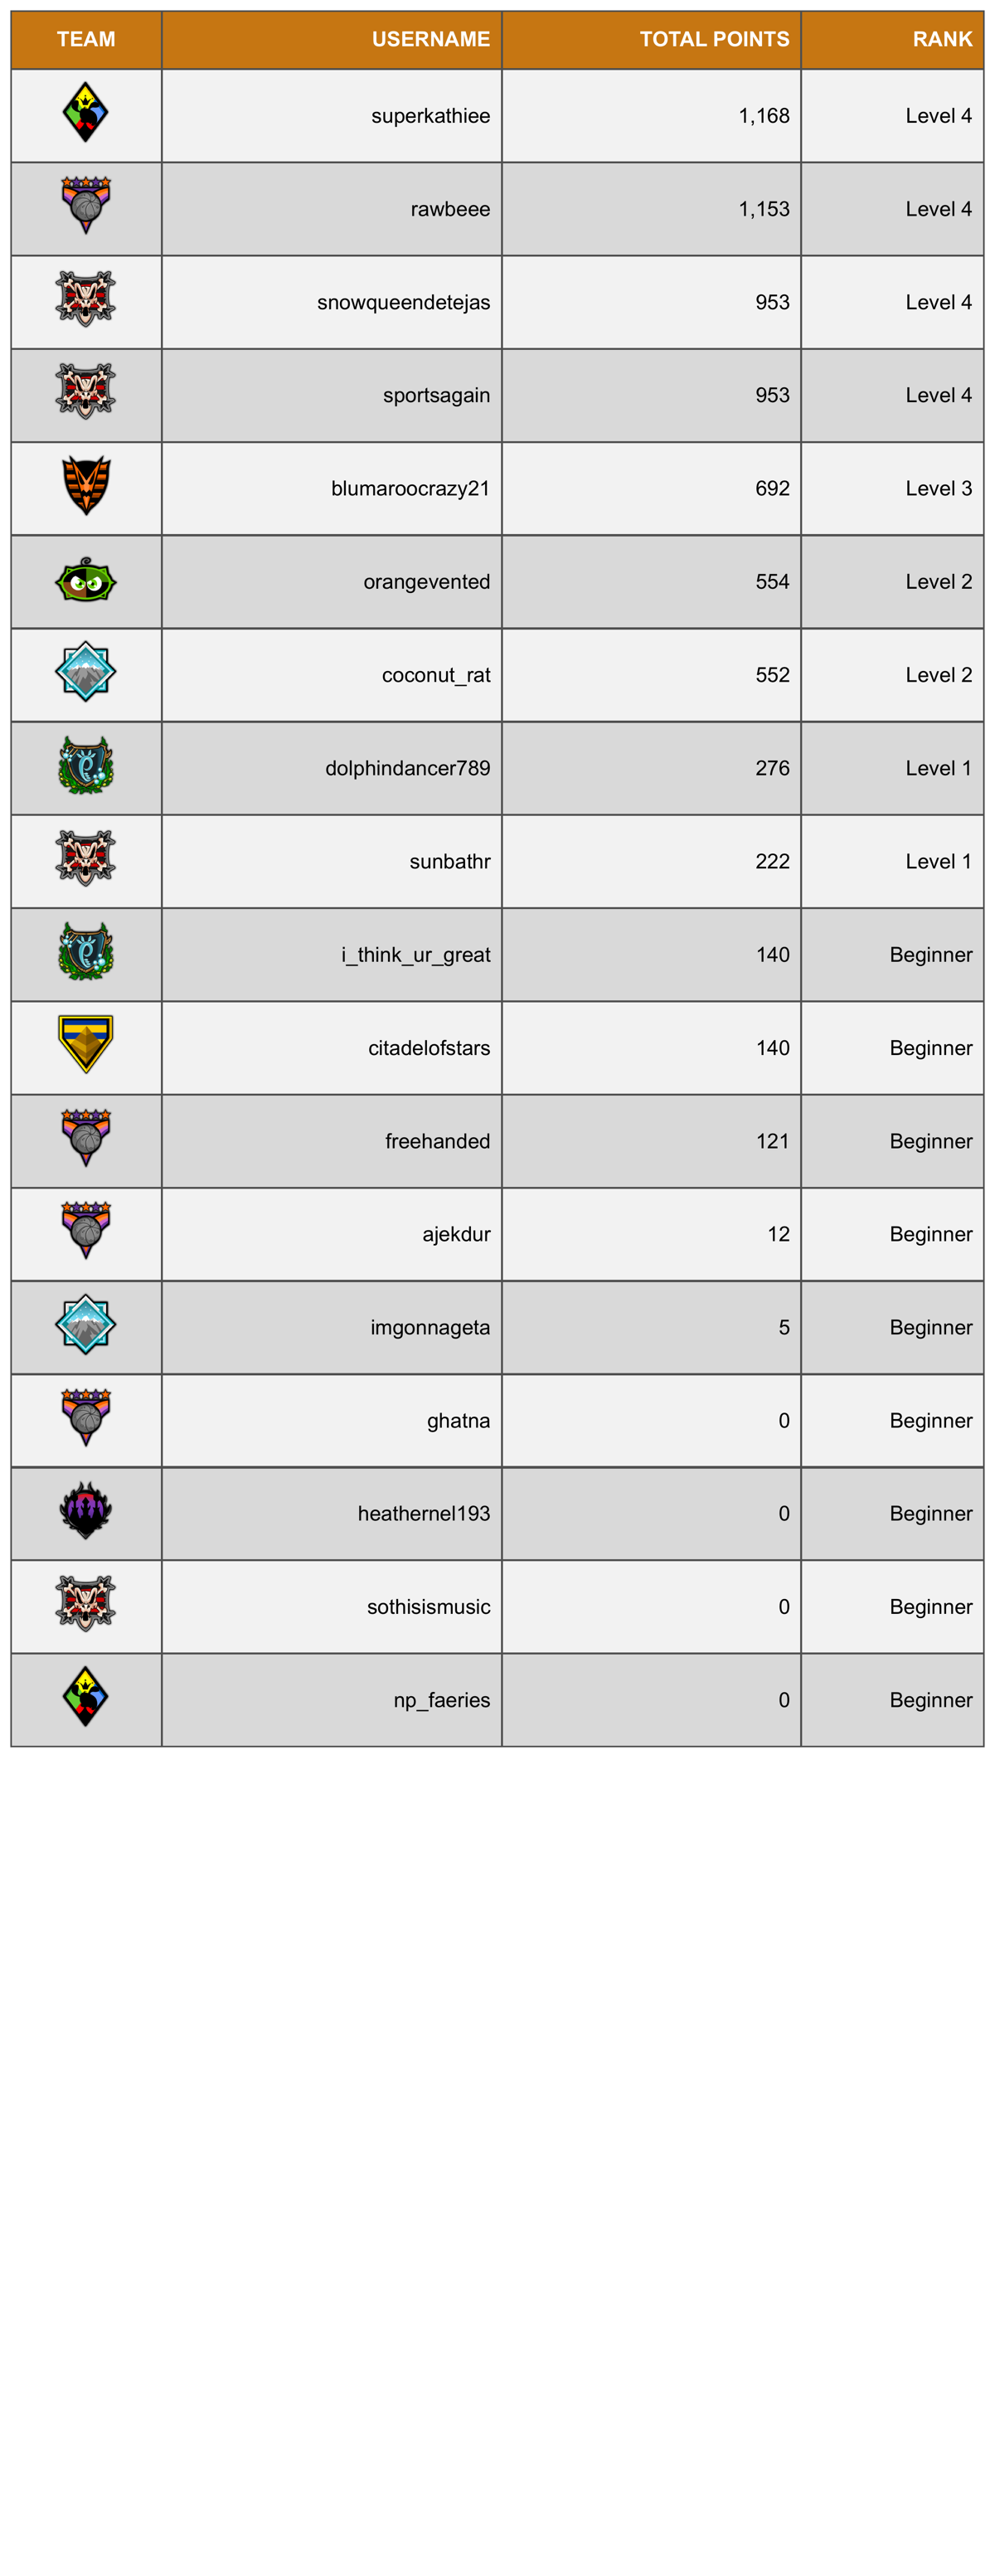 TEAM USERNAME TOTAL POINTS RANK
superkathiee 1,168 Level 4
rawbeee 1,153 Level 4
snowqueendetejas 953 Level 4
sportsagain 953 Level 4
blumaroocrazy21 692 Level 3
orangevented 554 Level 2
coconut_rat 552 Level 2
dolphindancer789 276 Level 1
sunbathr 222 Level 1
i_think_ur_great 140 Beginner
citadelofstars 140 Beginner
freehanded 121 Beginner
ajekdur 12 Beginner
imgonnageta 5 Beginner
ghatna 0 Beginner
heathernel193 0 Beginner
sothisismusic 0 Beginner
np_faeries 0 Beginner